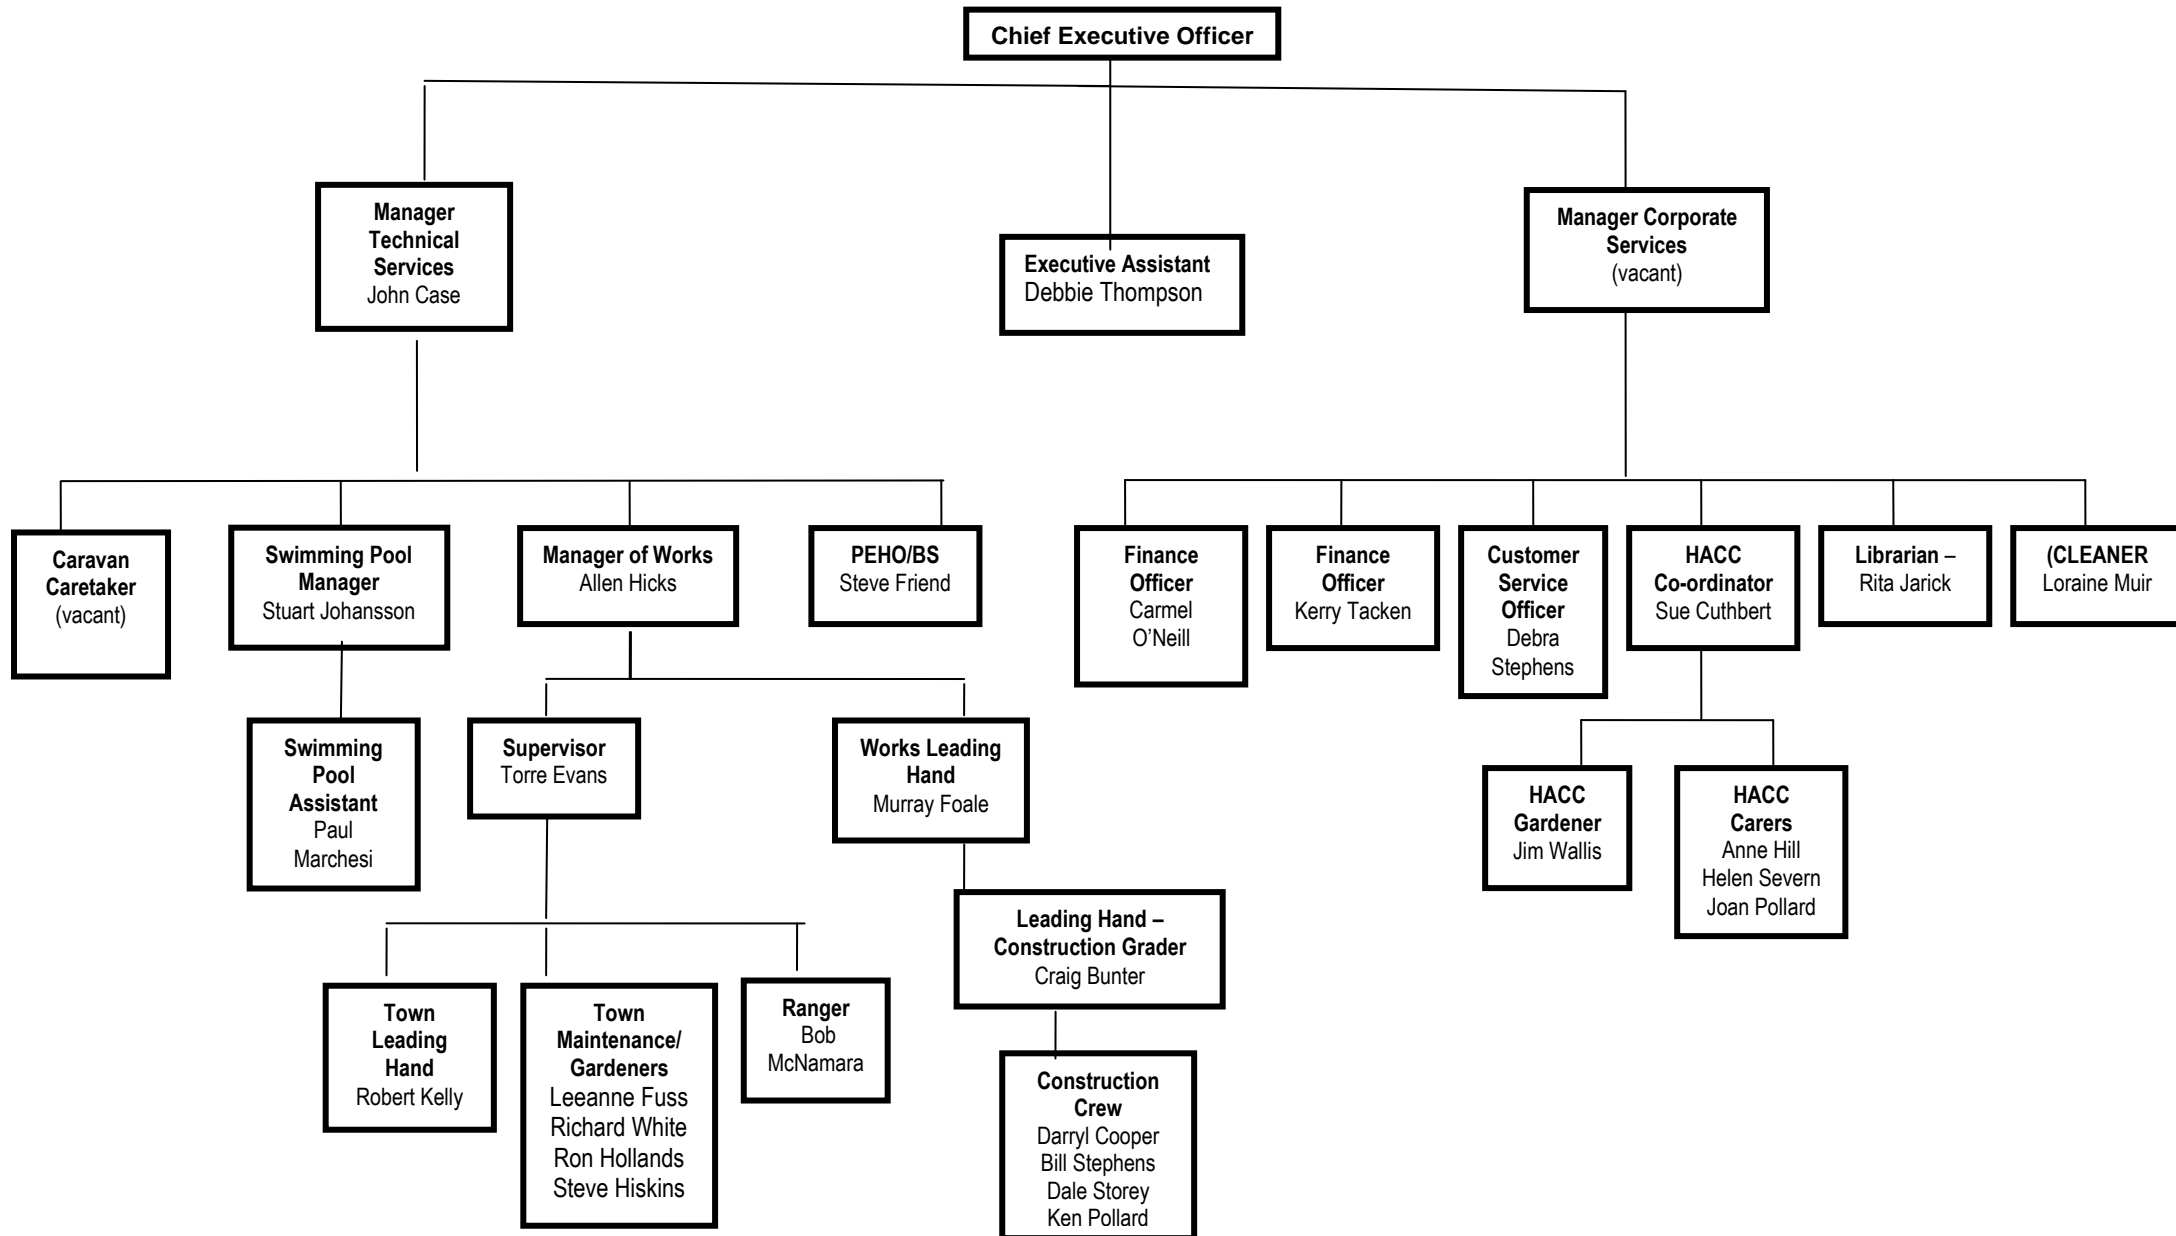 Chief Executive Officer
Manager
Technical
Services
John Case
Executive Assistant
Debbie Thompson
Manager Corporate
Services
(vacant)
Caravan
Caretaker
(vacant)
Swimming Pool
Manager
Stuart Johansson
Manager of Works
Allen Hicks
PEHO/BS
Steve Friend
Finance
Officer
Carmel
O’Neill
Finance
Officer
Kerry Tacken
Customer
Service
Officer
Debra
Stephens
HACC
Co-ordinator
Sue Cuthbert
Librarian –
Rita Jarick
(CLEANER
Loraine Muir
Swimming
Pool
Assistant
Paul
Marchesi
Supervisor
Torre Evans
Works Leading
Hand
Murray Foale
HACC
Gardener
Jim Wallis
HACC
Carers
Anne Hill
Helen Severn
Joan Pollard
Leading Hand –
Construction Grader
Craig Bunter
Town
Leading
Hand
Robert Kelly
Town
Maintenance/
Gardeners
Leeanne Fuss
Richard White
Ron Hollands
Steve Hiskins
Ranger
Bob
McNamara
Construction
Crew
Darryl Cooper
Bill Stephens
Dale Storey
Ken Pollard